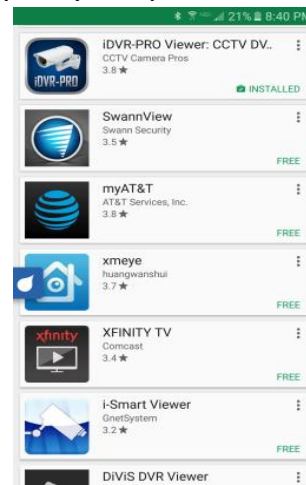 21% 8:40 PM
iDVR-PRO
iDVR-PRO Viewer: CCTV DV..
CCTV Camera Pros
3.8 ★
INSTALLED
SwannView
Swann Security
3.5 ★
FREE
myAT&T
AT&T Services, Inc.
3.8 ★
FREE
xmeye
huangwanshui
3.7 ★
FREE
xfinity
XFINITY TV
Comcast
3.4 ★
FREE
i-Smart Viewer
GnetSystem
3.2 ★
FREE
DiViS DVR Viewer